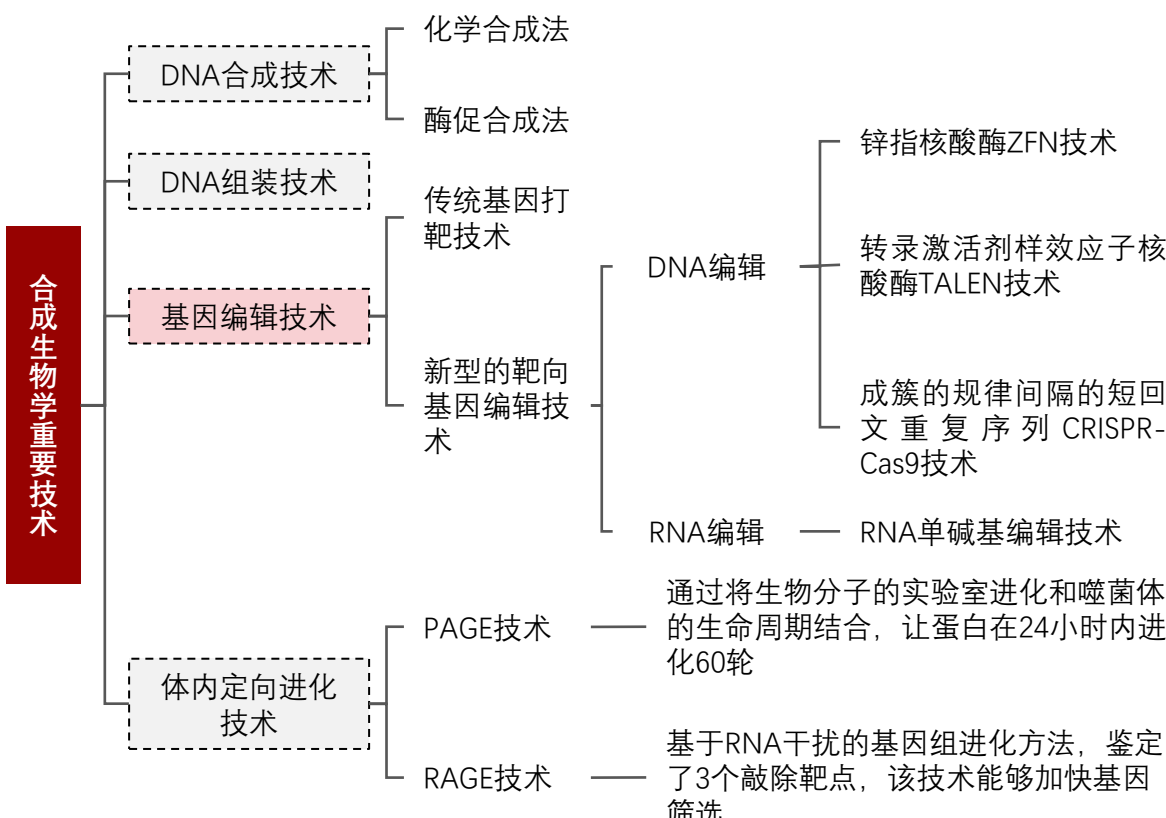 合成生物学重要技术
DNA合成技术
化学合成法
酶促合成法
DNA组装技术
基因编辑技术
传统基因打
靶技术
新型的靶向
基因编辑技
术
DNA编辑
锌指核酸酶ZFN技术
转录激活剂样效应子核
酸酶TALEN技术
成簇的规律间隔的短回
文重复序列CRISPR-
Cas9技术
RNA编辑
RNA单碱基编辑技术
体内定向进化
技术
PAGE技术
通过将生物分子的实验室进化和噬菌体
的生命周期结合，让蛋白在24小时内进
化60轮
RAGE技术
基于RNA干扰的基因组进化方法，鉴定
了3个敲除靶点，该技术能够加快基因
筛选